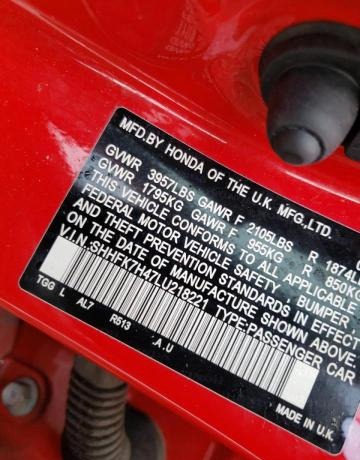 MFD.BY HONDA OF THE U.K MFG.,LTD.
GVWR 3957LBS GAWR F 2105LBS R 1874
GVWR 1795KG GAWR F 955KG R 850K
THIS VEHICLE CONFORMS TO ALL APPLICABLE
FEDERAL MOTOR VEHICLE SAFETY, BUMPER,
AND THEFT PREVENTION STANDARDS IN EFFECT
ON THE DATE OF MANUFACTURE SHOWN ABOVE.
V.I.N.:SHHFK7H47LU218221 TYPE:PASSENGER CAR
TGG L AL7 R513 A.U
MADE IN U.K